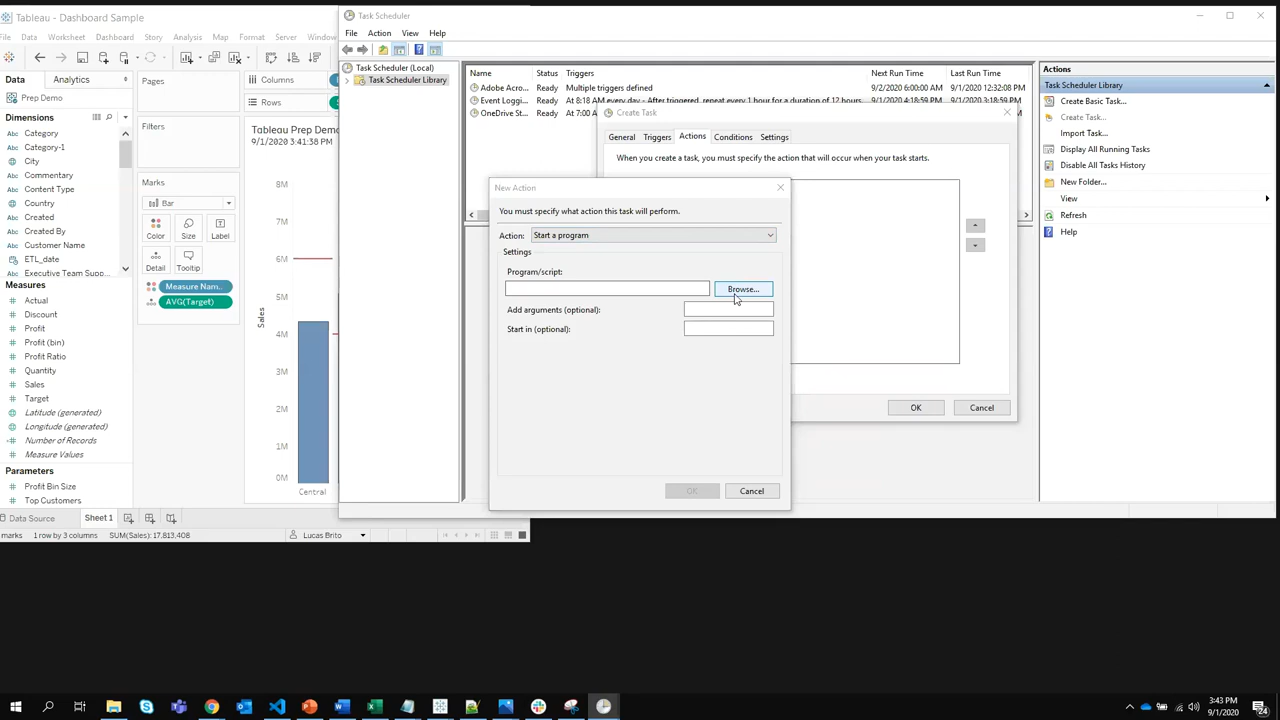 Tableau - Dashboard Sample
File
Data
Worksheet
Dashboard
Story
Analysis
Map
Format
Server
Window
Data
Analytics
Prep Demo
Dimensions
Abc Category
Abc Category-1
City
Abc Commentary
Abc Content Type
Country
Abc Created
Abc Created By
Abc Customer Name
ETL_date
Abc Executive Team Supp...
Measures
Actual
Discount
Profit
Profit (bin)
Profit Ratio
Quantity
Sales
Target
Latitude (generated)
Longitude (generated)
Number of Records
Measure Values
Parameters
Profit Bin Size
Top Customers
Data Source
Sheet 1
marks
1 row by 3 columns
SUM(Sales): 17,813,408
Lucas Brito
Pages
Filters
Marks
Bar
Color
Size
Label
Detail
Tooltip
Measure Nam..
AVG(Target)
Columns
Rows
Tableau Prep Demo
9/1/2020 3:41:38 PM
8M
7M
6M
5M
4M
3M
2M
1M
0M
Sales
Central
Task Scheduler
File
Action
View
Help
Task Scheduler (Local)
Task Scheduler Library
Name
Status
Triggers
Next Run Time
Last Run Time
Adobe Acro...
Ready
Multiple triggers defined
9/2/2020 6:00:00 AM
9/1/2020 12:32:08 PM
Event Loggi...
Ready
At 8:18 AM every day - After triggered, repeat every 1 hour for a duration of 12 hours.
9/1/2020 4:18:59 PM
9/1/2020 3:18:59 PM
OneDrive St...
Ready
At 7:00 A
Create Task
General
Triggers
Actions
Conditions
Settings
When you create a task, you must specify the action that will occur when your task starts.
OK
Cancel
New Action
You must specify what action this task will perform.
Action:
Start a program
Settings
Program/script:
Browse...
Add arguments (optional):
Start in (optional):
OK
Cancel
Actions
Task Scheduler Library
Create Basic Task...
Create Task...
Import Task...
Display All Running Tasks
Disable All Tasks History
New Folder...
View
Refresh
Help
3:43 PM
9/1/2020
24